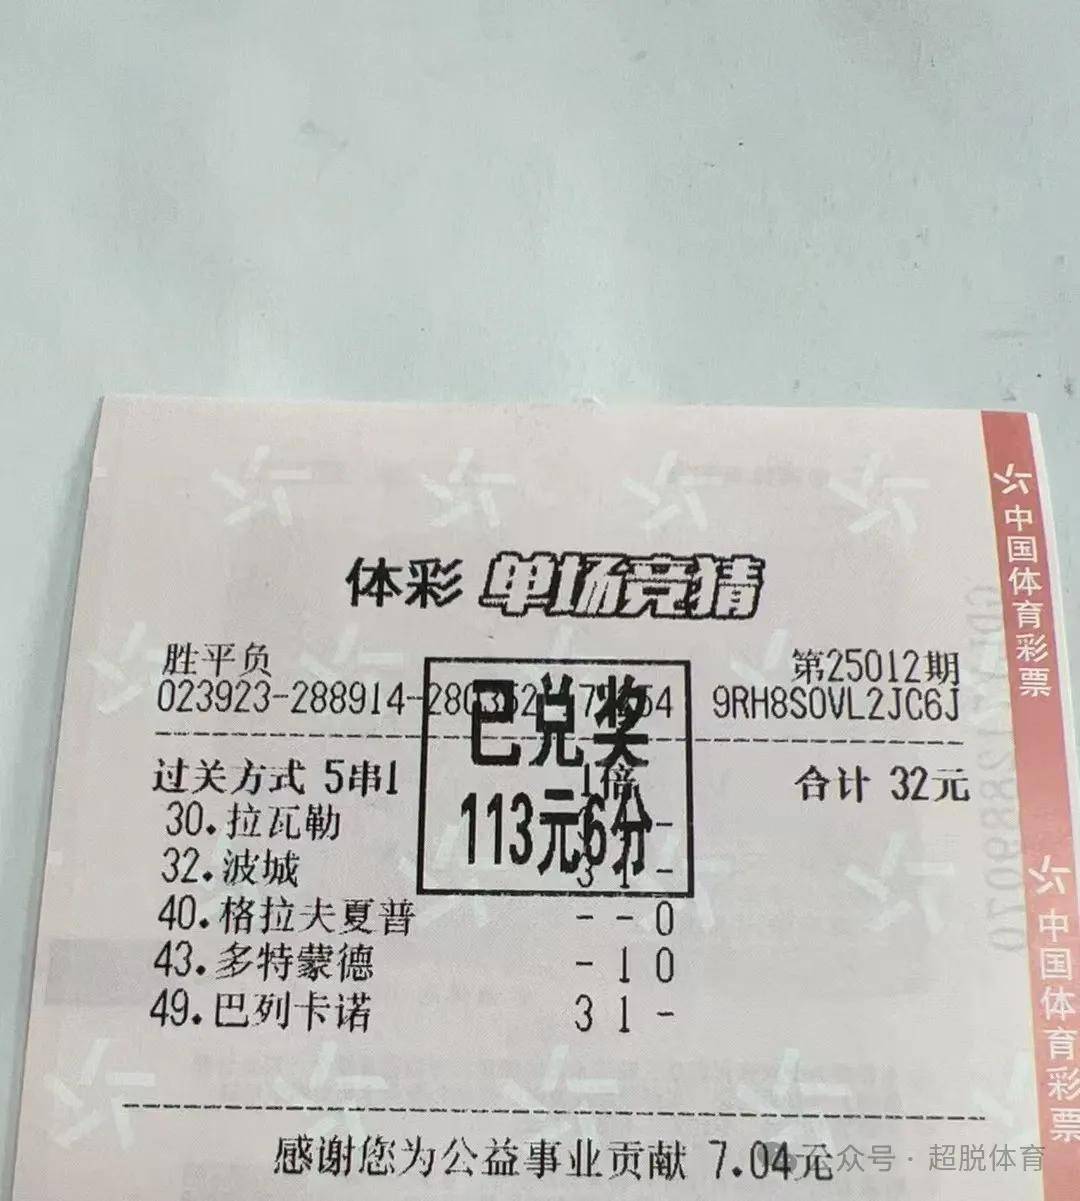 体彩 单场竞猜
胜平负 第25012期
023923-288914- 9RH8SOVL2JC6J
已兑奖
113元6分
过关方式 5串1 1倍 合计 32元
30.拉瓦勒 -
32.波城 3 1 -
40.格拉夫夏普 - - 0
43.多特蒙德 - 1 0
49.巴列卡诺 3 1 -
感谢您为公益事业贡献 7.04元
中国体育彩票
中国体育彩票
公众号·超脱体育